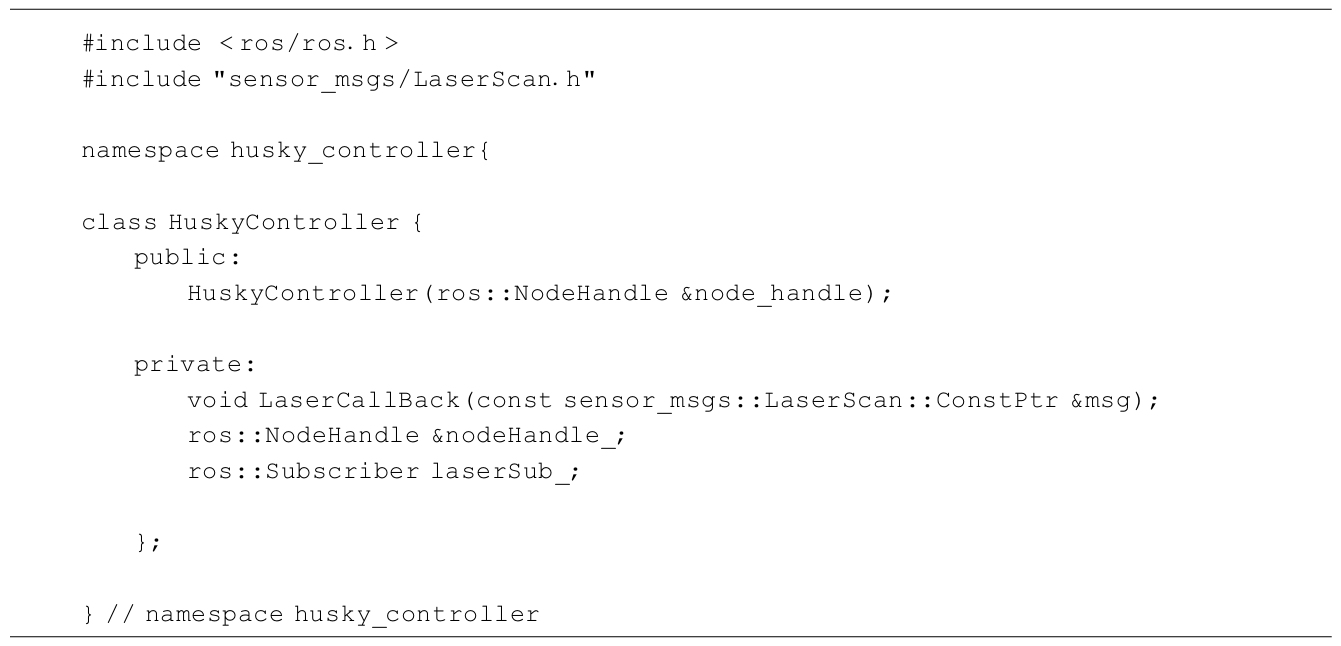 #include <ros/ros.h>
#include "sensor_msgs/LaserScan.h"

namespace husky_controller{

class HuskyController {
    public:
        HuskyController(ros::NodeHandle &node_handle);

    private:
        void LaserCallBack(const sensor_msgs::LaserScan::ConstPtr &msg);
        ros::NodeHandle &nodeHandle_;
        ros::Subscriber laserSub_;

    };

} // namespace husky_controller